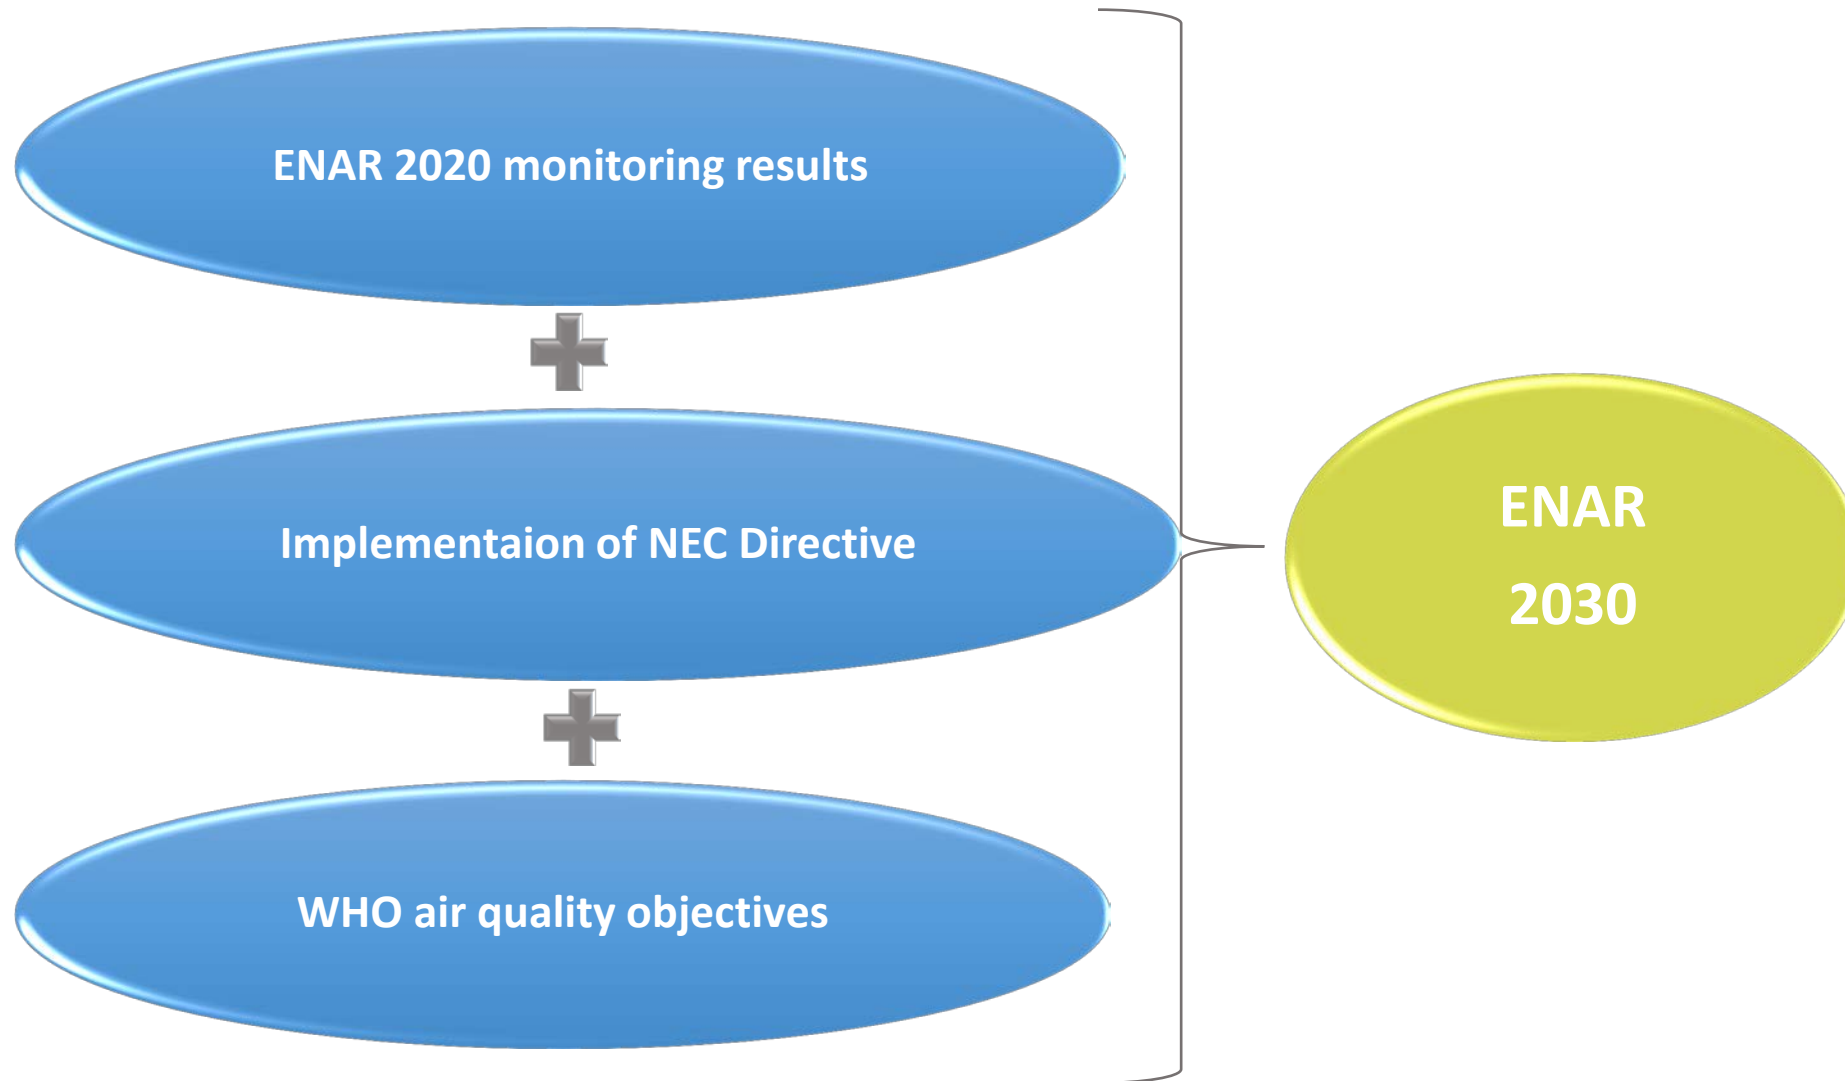 ENAR 2020 monitoring results
Implementaion of NEC Directive
WHO air quality objectives
ENAR
2030